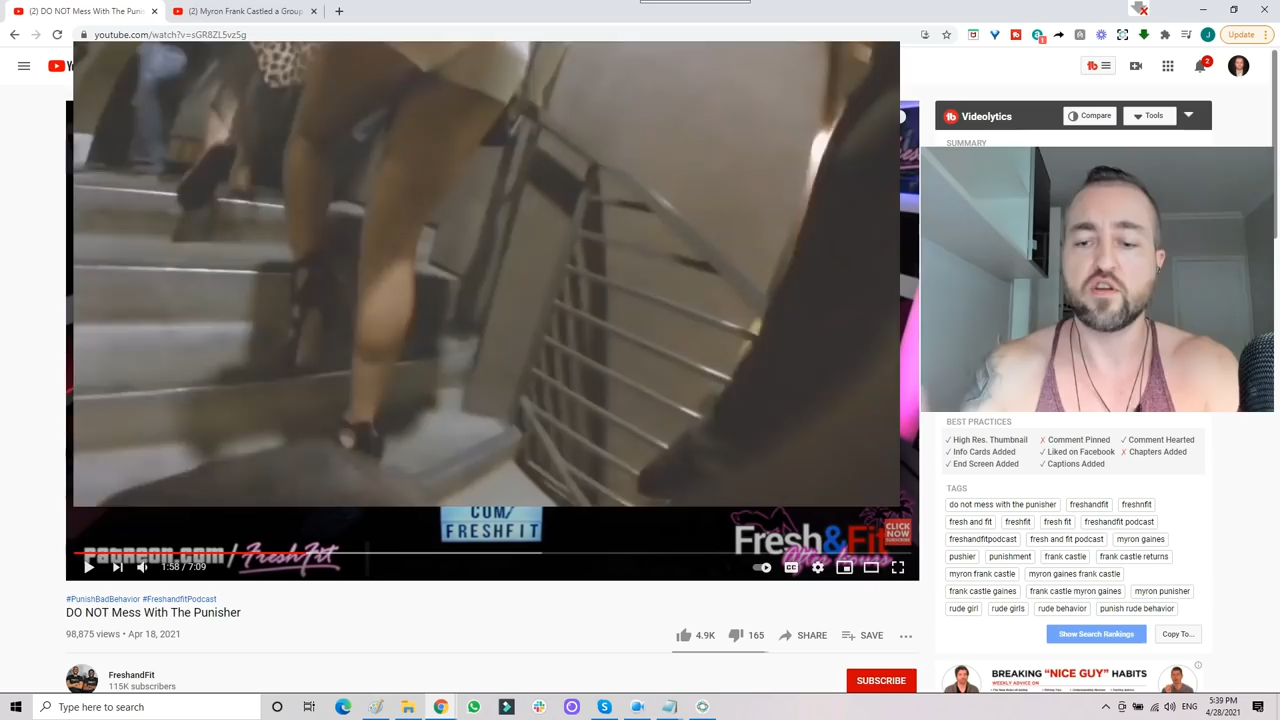 (2) DO NOT Mess With The Puni
(2) Myron Frank Castled a Group
youtube.com/watch?v=sGR8ZL5vz5g
Update
2
Videolytics
Compare
Tools
SUMMARY
COM/
FRESHFIT
patreon.com/FreshFit
Fresh&Fit
CLICK
NOW
1:58 / 7:09
BEST PRACTICES
High Res. Thumbnail
Comment Pinned
Comment Hearted
Info Cards Added
Liked on Facebook
Chapters Added
End Screen Added
Captions Added
TAGS
do not mess with the punisher
freshandfit
freshnfit
fresh and fit
freshfit
fresh fit
freshandfit podcast
freshandfitpodcast
fresh and fit podcast
myron gaines
pushier
punishment
frank castle
frank castle returns
myron frank castle
myron gaines frank castle
frank castle gaines
frank castle myron gaines
myron punisher
rude girl
rude girls
rude behavior
punish rude behavior
Show Search Rankings
Copy To...
#PunishBadBehavior #FreshandfitPodcast
DO NOT Mess With The Punisher
98,875 views • Apr 18, 2021
4.9K
165
SHARE
SAVE
FreshandFit
115K subscribers
SUBSCRIBE
BREAKING "NICE GUY" HABITS
WEEKLY ADVICE ON
Type here to search
ENG
5:39 PM
4/28/2021